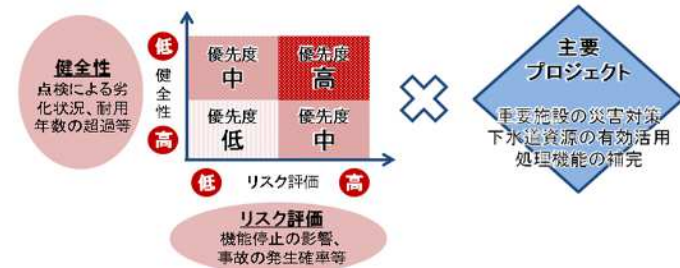 健全性
点検による劣
化状況、耐用
年数の超過等
低
健全性
高
優先度
中
優先度
高
優先度
低
優先度
中
低
リスク評価
高
リスク評価
機能停止の影響、
事故の発生確率等
主要
プロジェクト
重要施設の災害対策
下水道資源の有効活用
処理機能の補完